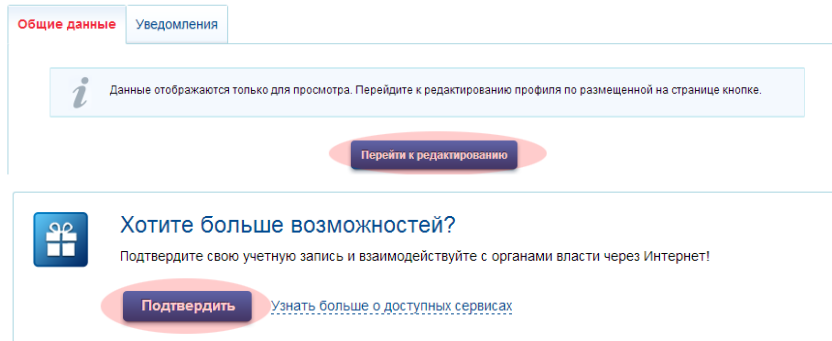 Общие данные Уведомления
Данные отображаются только для просмотра. Перейдите к редактированию профиля по размещенной на странице кнопке.
Перейти к редактированию
Хотите больше возможностей?
Подтвердите свою учетную запись и взаимодействуйте с органами власти через Интернет!
Подтвердить Узнать больше о доступных сервисах